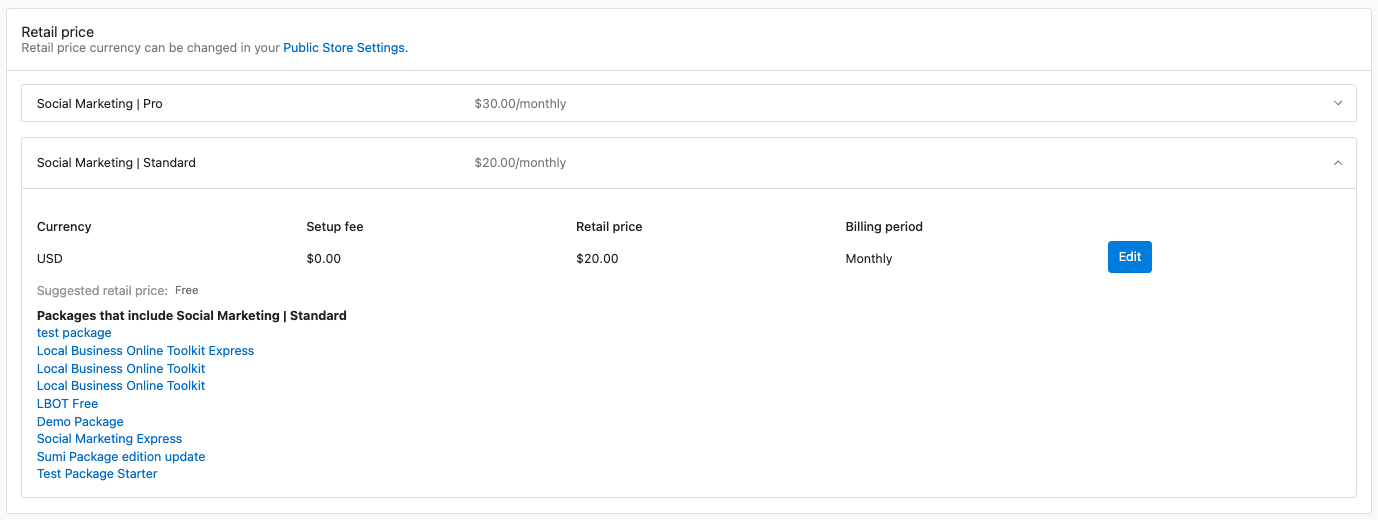 Retail price
Retail price currency can be changed in your Public Store Settings.
Social Marketing | Pro $30.00/monthly
Social Marketing | Standard $20.00/monthly
Currency Setup fee Retail price Billing period
USD $0.00 $20.00 Monthly Edit
Suggested retail price: Free
Packages that include Social Marketing | Standard
test package
Local Business Online Toolkit Express
Local Business Online Toolkit
Local Business Online Toolkit
LBOT Free
Demo Package
Social Marketing Express
Sumi Package edition update
Test Package Starter